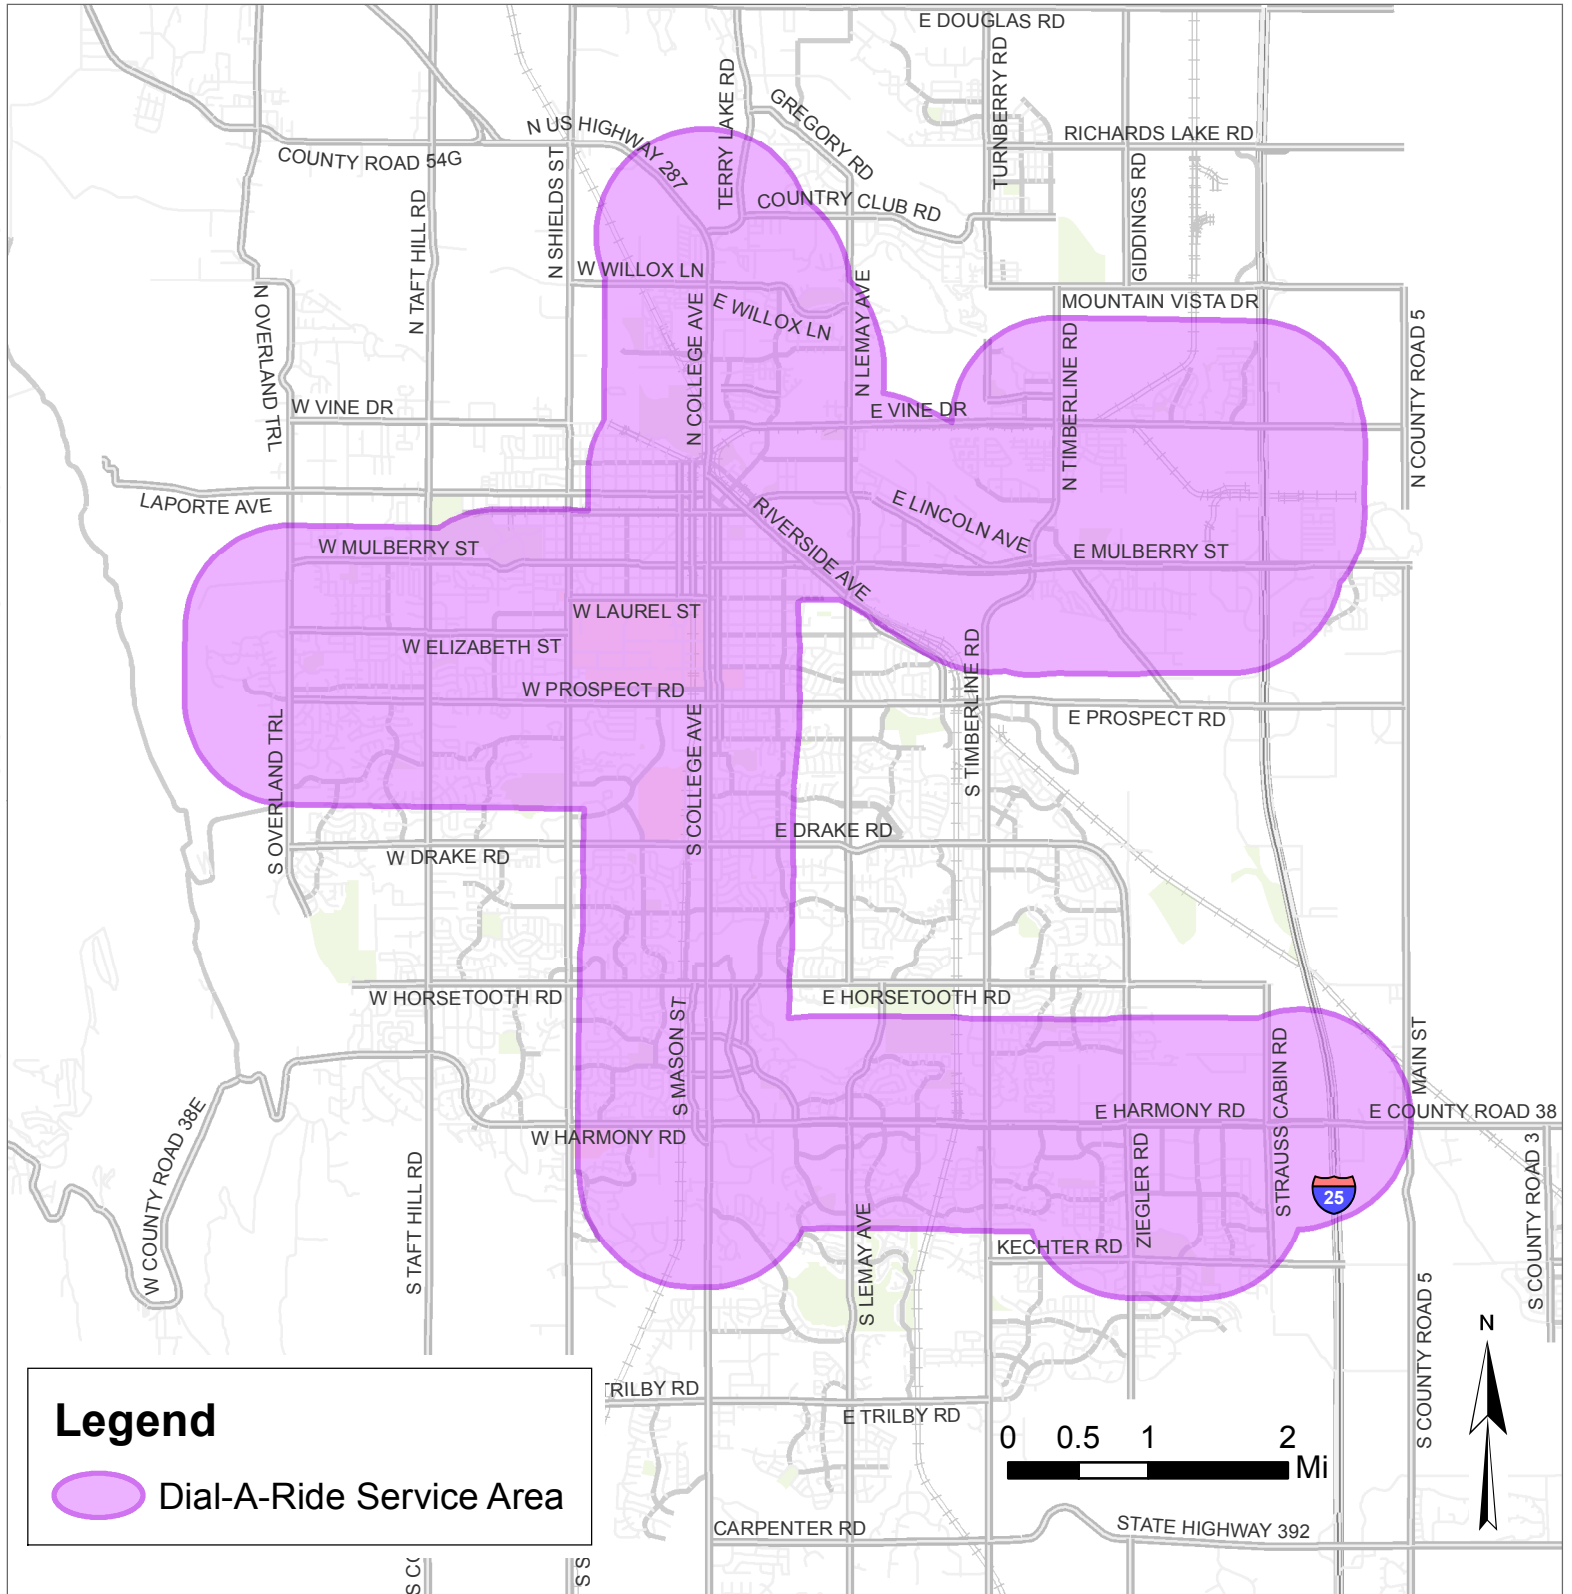 E DOUGLAS RD
TURNBERRY RD
TERRY LAKE RD
GREGORY RD
N US HIGHWAY 287
RICHARDS LAKE RD
COUNTY ROAD 54G
N SHIELDS ST
GIDDINGS RD
N TAFT HILL RD
COUNTRY CLUB RD
W WILLOX LN
E WILLOX LN
N LEMAY AVE
MOUNTAIN VISTA DR
N OVERLAND TRL
N COLLEGE AVE
N TIMBERLINE RD
N COUNTY ROAD 5
W VINE DR
E VINE DR
LAPORTE AVE
RIVERSIDE AVE
E LINCOLN AVE
W MULBERRY ST
E MULBERRY ST
W LAUREL ST
W ELIZABETH ST
W PROSPECT RD
S TIMBERLINE RD
E PROSPECT RD
S OVERLAND TRL
S COLLEGE AVE
E DRAKE RD
W DRAKE RD
W HORSETOOTH RD
E HORSETOOTH RD
S MASON ST
MAIN ST
S STRAUSS CABIN RD
E HARMONY RD
E COUNTY ROAD 38
W HARMONY RD
W COUNTY ROAD 38E
S TAFT HILL RD
ZIEGLER RD
25
S COUNTY ROAD 3
S LEMAY AVE
KECHTER RD
S COUNTY ROAD 5
N
TRILBY RD
E TRILBY RD
0 0.5 1 2
Mi
Legend
Dial-A-Ride Service Area
CARPENTER RD
STATE HIGHWAY 392
S CO
S S